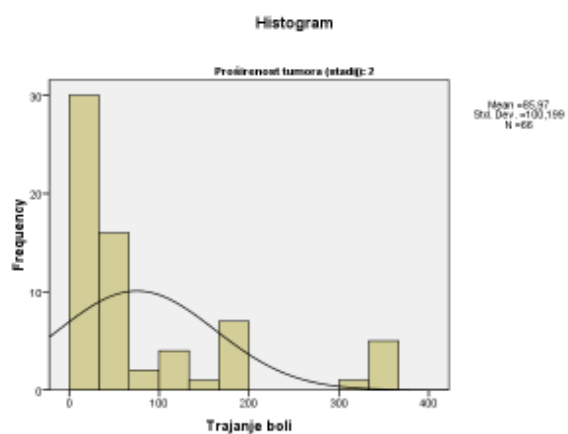 Histogram
Proširenost tumora (stadij): 2
Mean =85,97
Std. Dev. =100,199
N =66
Frequency
30
20
10
0
0 100 200 300 400
Trajanje boli